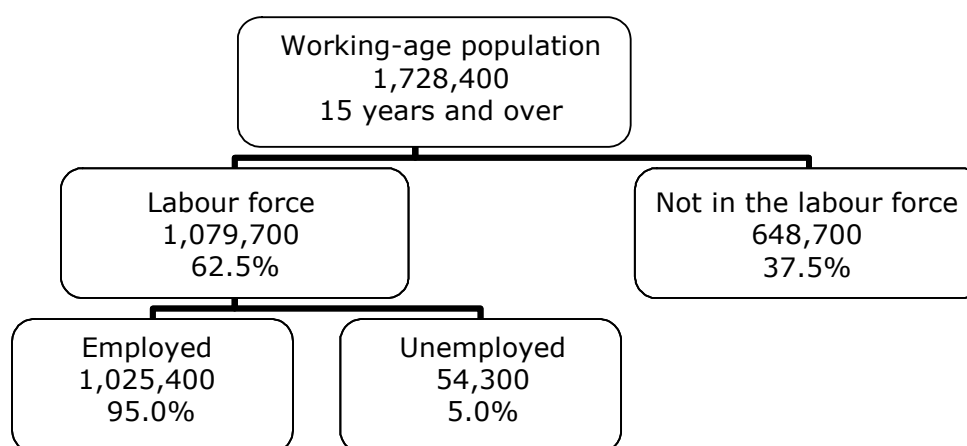 Working-age population
1,728,400
15 years and over
Labour force
1,079,700
62.5%
Not in the labour force
648,700
37.5%
Employed
1,025,400
95.0%
Unemployed
54,300
5.0%